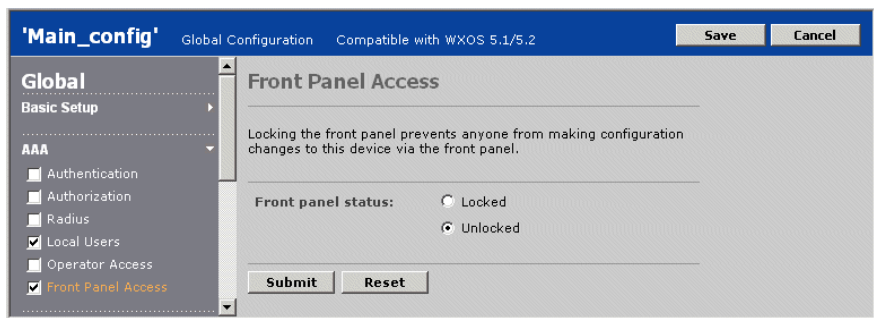 'Main_config' Global Configuration Compatible with WXOS 5.1/5.2 Save Cancel
Global
Basic Setup
AAA
Authentication
Authorization
Radius
Local Users
Operator Access
Front Panel Access
Front Panel Access
Locking the front panel prevents anyone from making configuration
changes to this device via the front panel.
Front panel status: Locked
Unlocked
Submit Reset